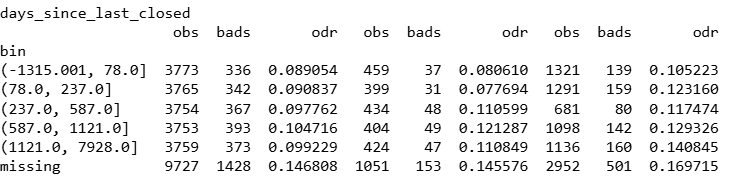 days_since_last_closed
obs bads odr obs bads odr obs bads odr
bin
(-1315.001, 78.0] 3773 336 0.089054 459 37 0.080610 1321 139 0.105223
(78.0, 237.0] 3765 342 0.090837 399 31 0.077694 1291 159 0.123160
(237.0, 587.0] 3754 367 0.097762 434 48 0.110599 681 80 0.117474
(587.0, 1121.0] 3753 393 0.104716 404 49 0.121287 1098 142 0.129326
(1121.0, 7928.0] 3759 373 0.099229 424 47 0.110849 1136 160 0.140845
missing 9727 1428 0.146808 1051 153 0.145576 2952 501 0.169715